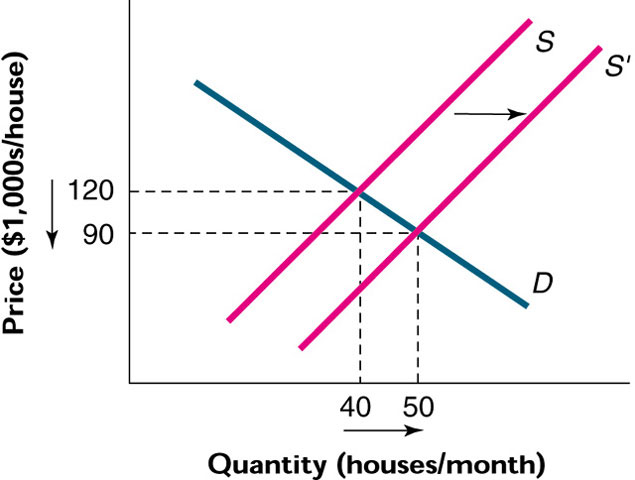 Price ($1,000s/house)
S
S'
120
90
D
40 50
Quantity (houses/month)